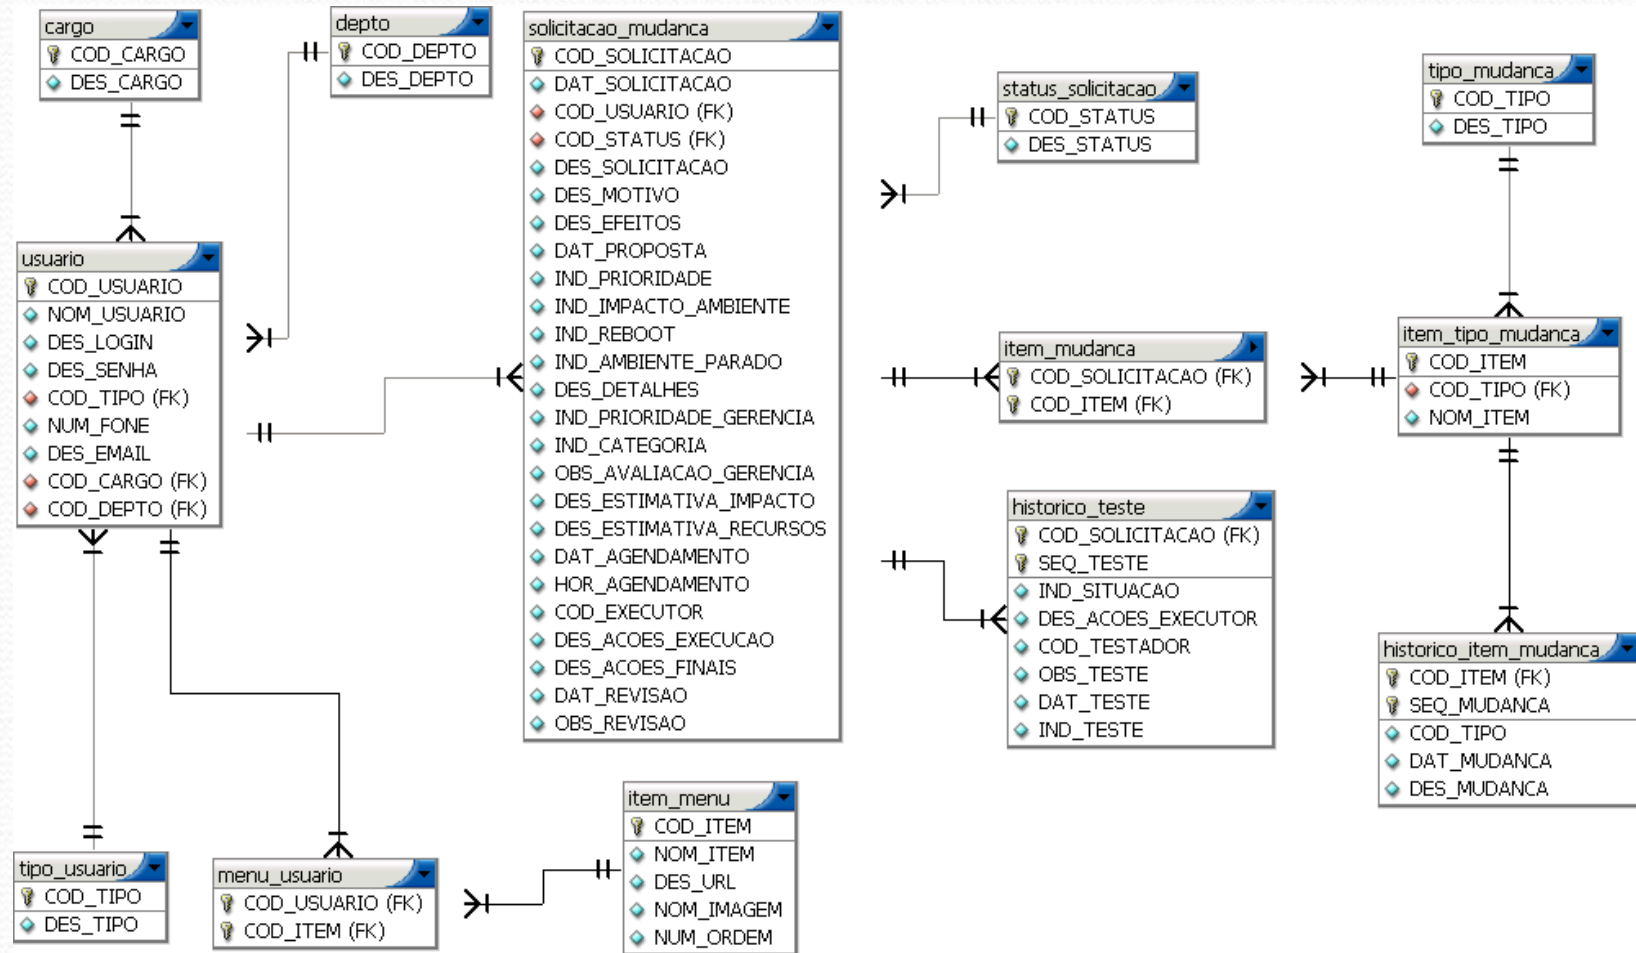 cargo
COD_CARGO
DES_CARGO
depto
COD_DEPTO
DES_DEPTO
solicitacao_mudanca
COD_SOLICITACAO
DAT_SOLICITACAO
COD_USUARIO (FK)
COD_STATUS (FK)
DES_SOLICITACAO
DES_MOTIVO
DES_EFEITOS
DAT_PROPOSTA
IND_PRIORIDADE
IND_IMPACTO_AMBIENTE
IND_REBOOT
IND_AMBIENTE_PARADO
DES_DETALHES
IND_PRIORIDADE_GERENCIA
IND_CATEGORIA
OBS_AVALIACAO_GERENCIA
DES_ESTIMATIVA_IMPACTO
DES_ESTIMATIVA_RECURSOS
DAT_AGENDAMENTO
HOR_AGENDAMENTO
COD_EXECUTOR
DES_ACOES_EXECUCAO
DES_ACOES_FINAIS
DAT_REVISAO
OBS_REVISAO
status_solicitacao
COD_STATUS
DES_STATUS
tipo_mudanca
COD_TIPO
DES_TIPO
usuario
COD_USUARIO
NOM_USUARIO
DES_LOGIN
DES_SENHA
COD_TIPO (FK)
NUM_FONE
DES_EMAIL
COD_CARGO (FK)
COD_DEPTO (FK)
item_mudanca
COD_SOLICITACAO (FK)
COD_ITEM (FK)
item_tipo_mudanca
COD_ITEM
COD_TIPO (FK)
NOM_ITEM
historico_teste
COD_SOLICITACAO (FK)
SEQ_TESTE
IND_SITUACAO
DES_ACOES_EXECUTOR
COD_TESTADOR
OBS_TESTE
DAT_TESTE
IND_TESTE
historico_item_mudanca
COD_ITEM (FK)
SEQ_MUDANCA
COD_TIPO
DAT_MUDANCA
DES_MUDANCA
tipo_usuario
COD_TIPO
DES_TIPO
menu_usuario
COD_USUARIO (FK)
COD_ITEM (FK)
item_menu
COD_ITEM
NOM_ITEM
DES_URL
NOM_IMAGEM
NUM_ORDEM